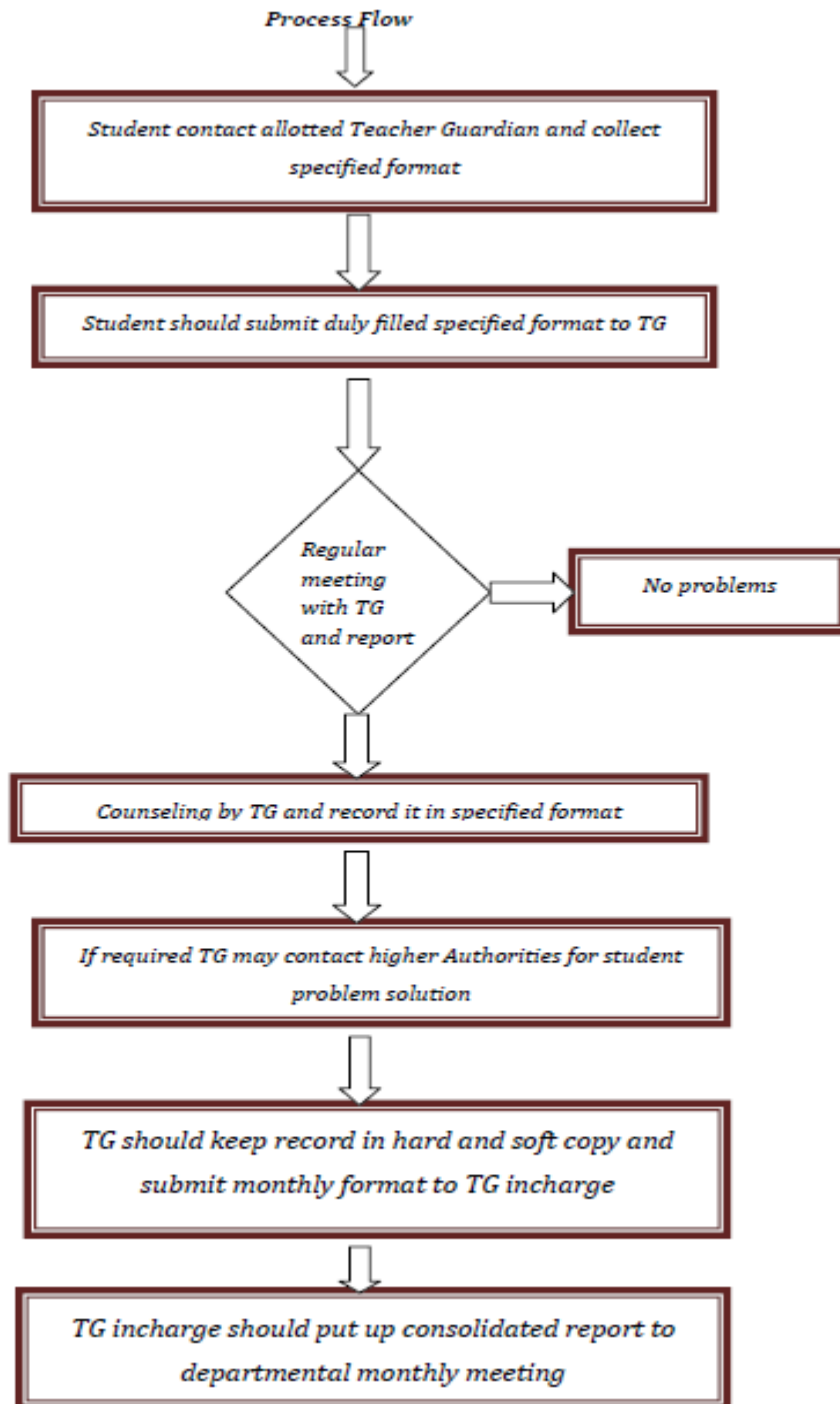 Process Flow
Student contact allotted Teacher Guardian and collect
specified format
Student should submit duly filled specified format to TG
Regular
meeting
with TG
and report
No problems
Counseling by TG and record it in specified format
If required TG may contact higher Authorities for student
problem solution
TG should keep record in hard and soft copy and
submit monthly format to TG incharge
TG incharge should put up consolidated report to
departmental monthly meeting